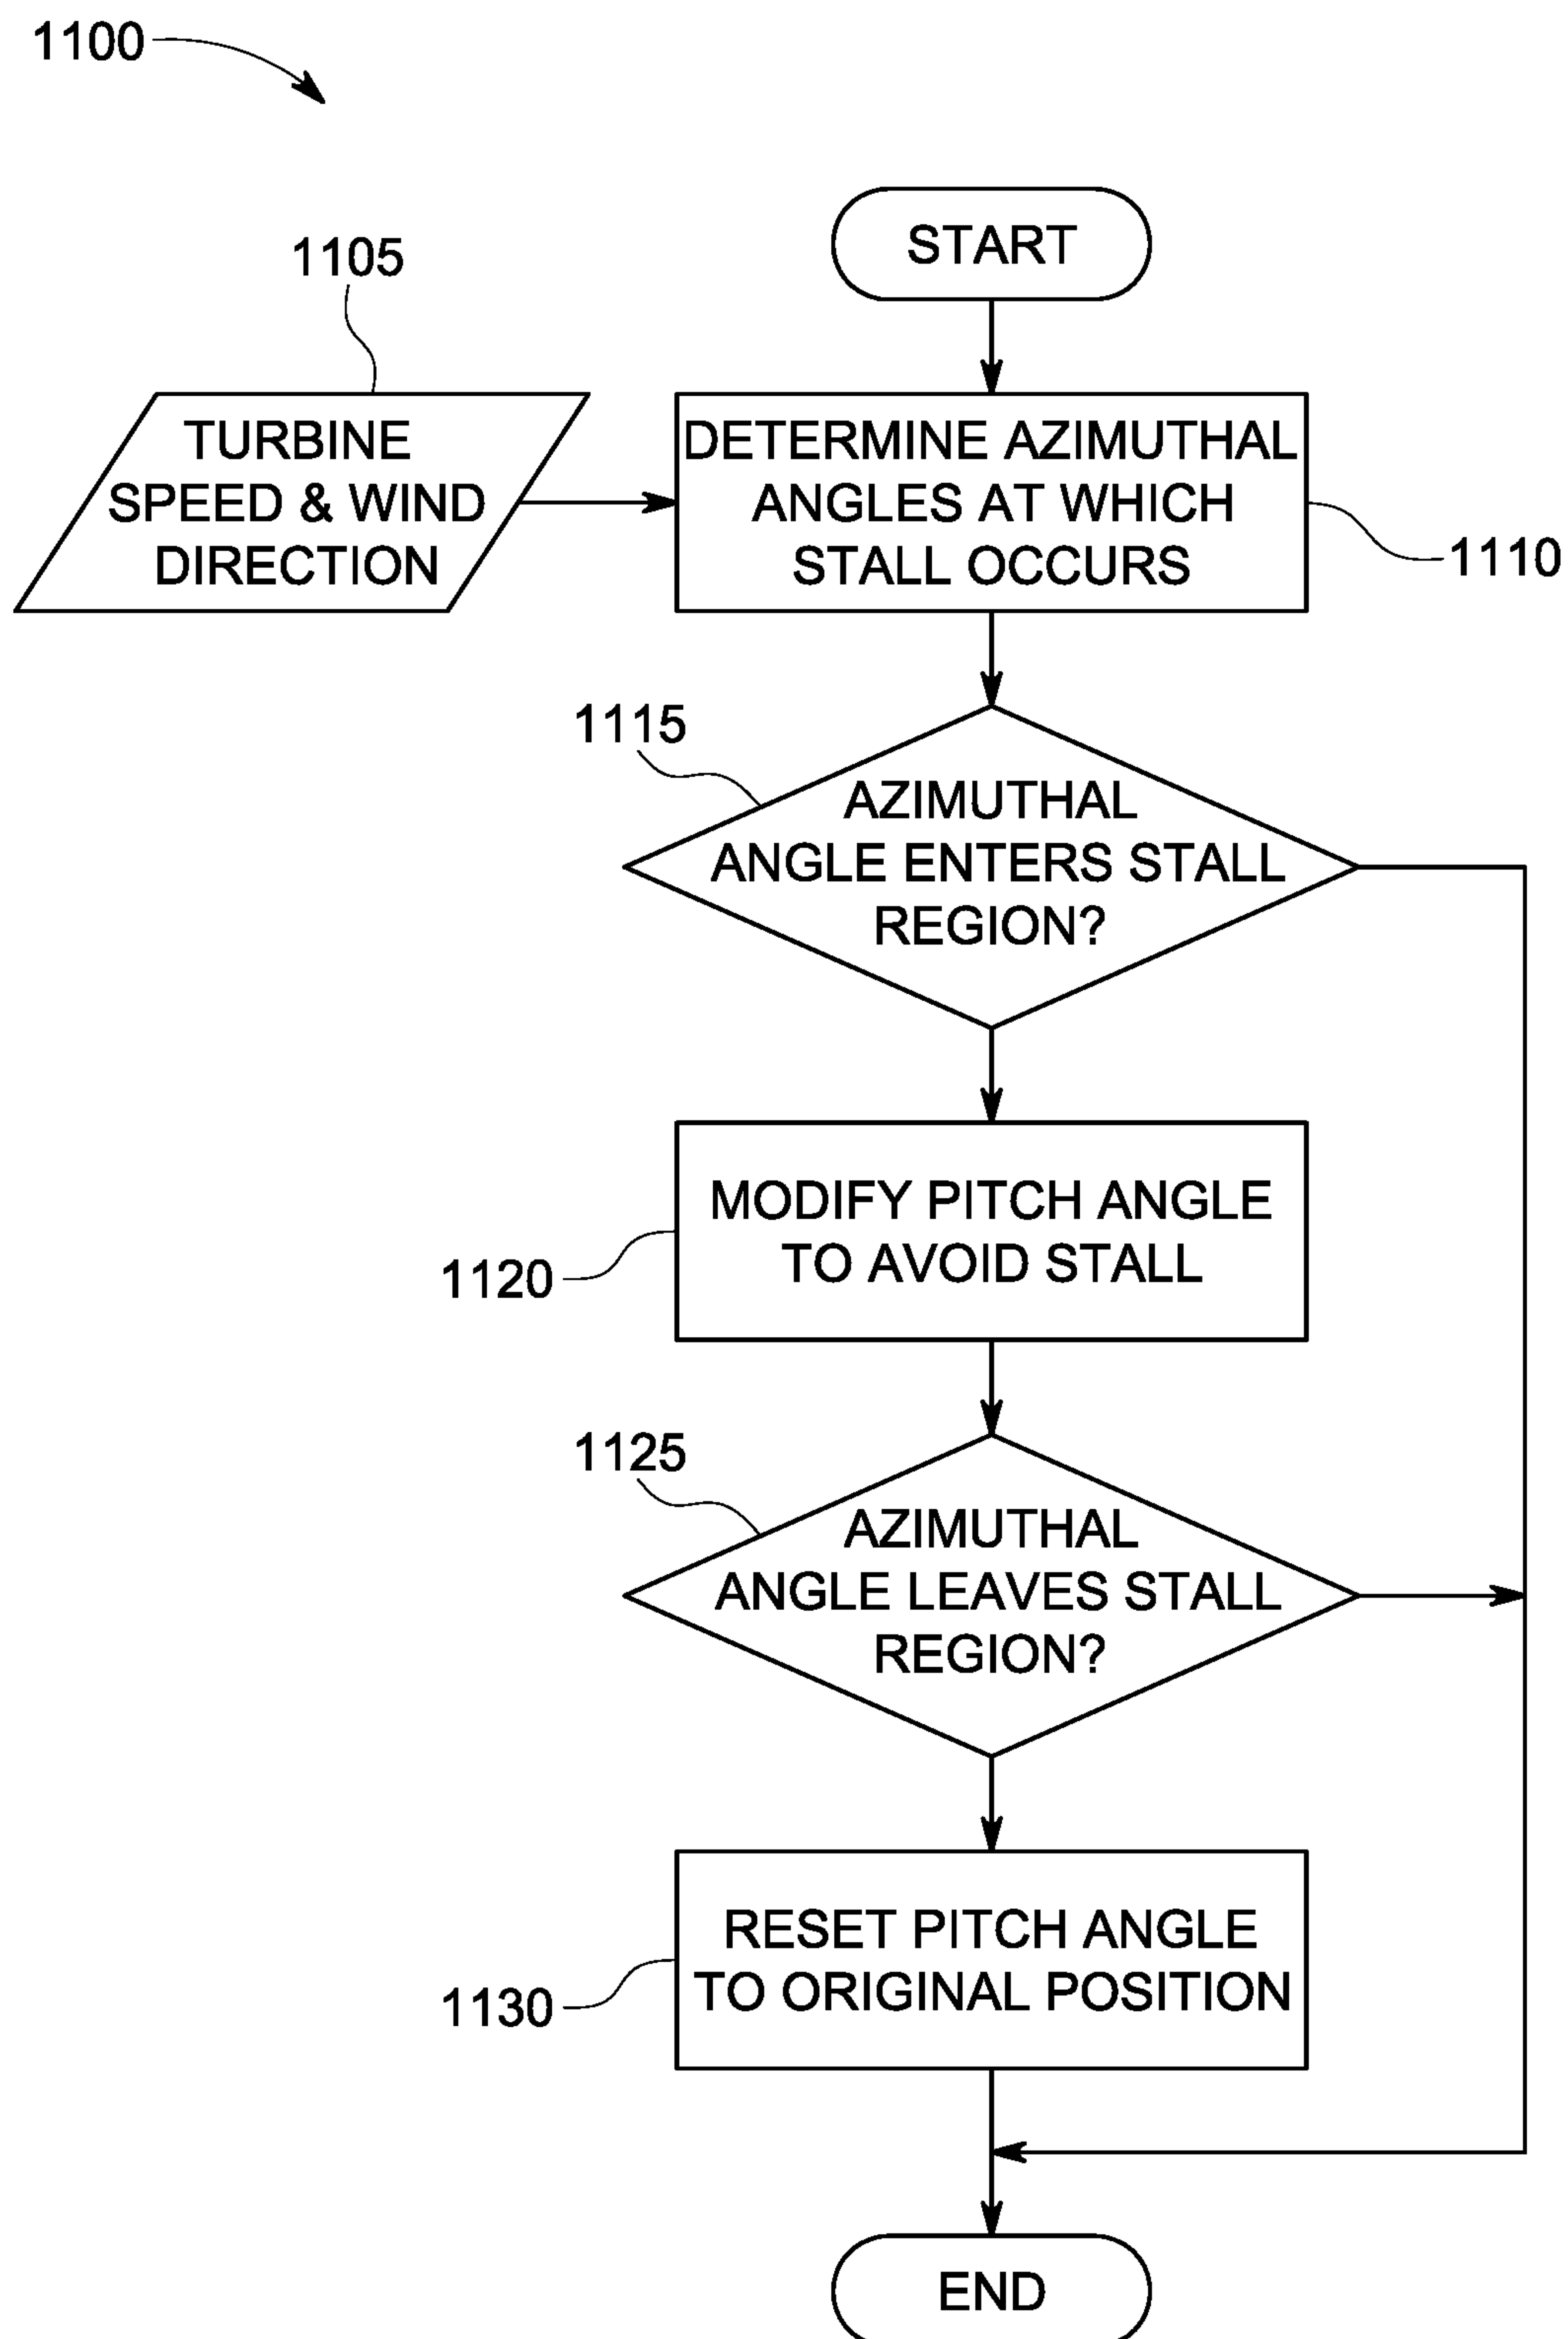 1100
START
1105
TURBINE
SPEED & WIND
DIRECTION
DETERMINE AZIMUTHAL
ANGLES AT WHICH
STALL OCCURS
1110
1115
AZIMUTHAL
ANGLE ENTERS STALL
REGION?
MODIFY PITCH ANGLE
TO AVOID STALL
1120
1125
AZIMUTHAL
ANGLE LEAVES STALL
REGION?
RESET PITCH ANGLE
TO ORIGINAL POSITION
1130
END